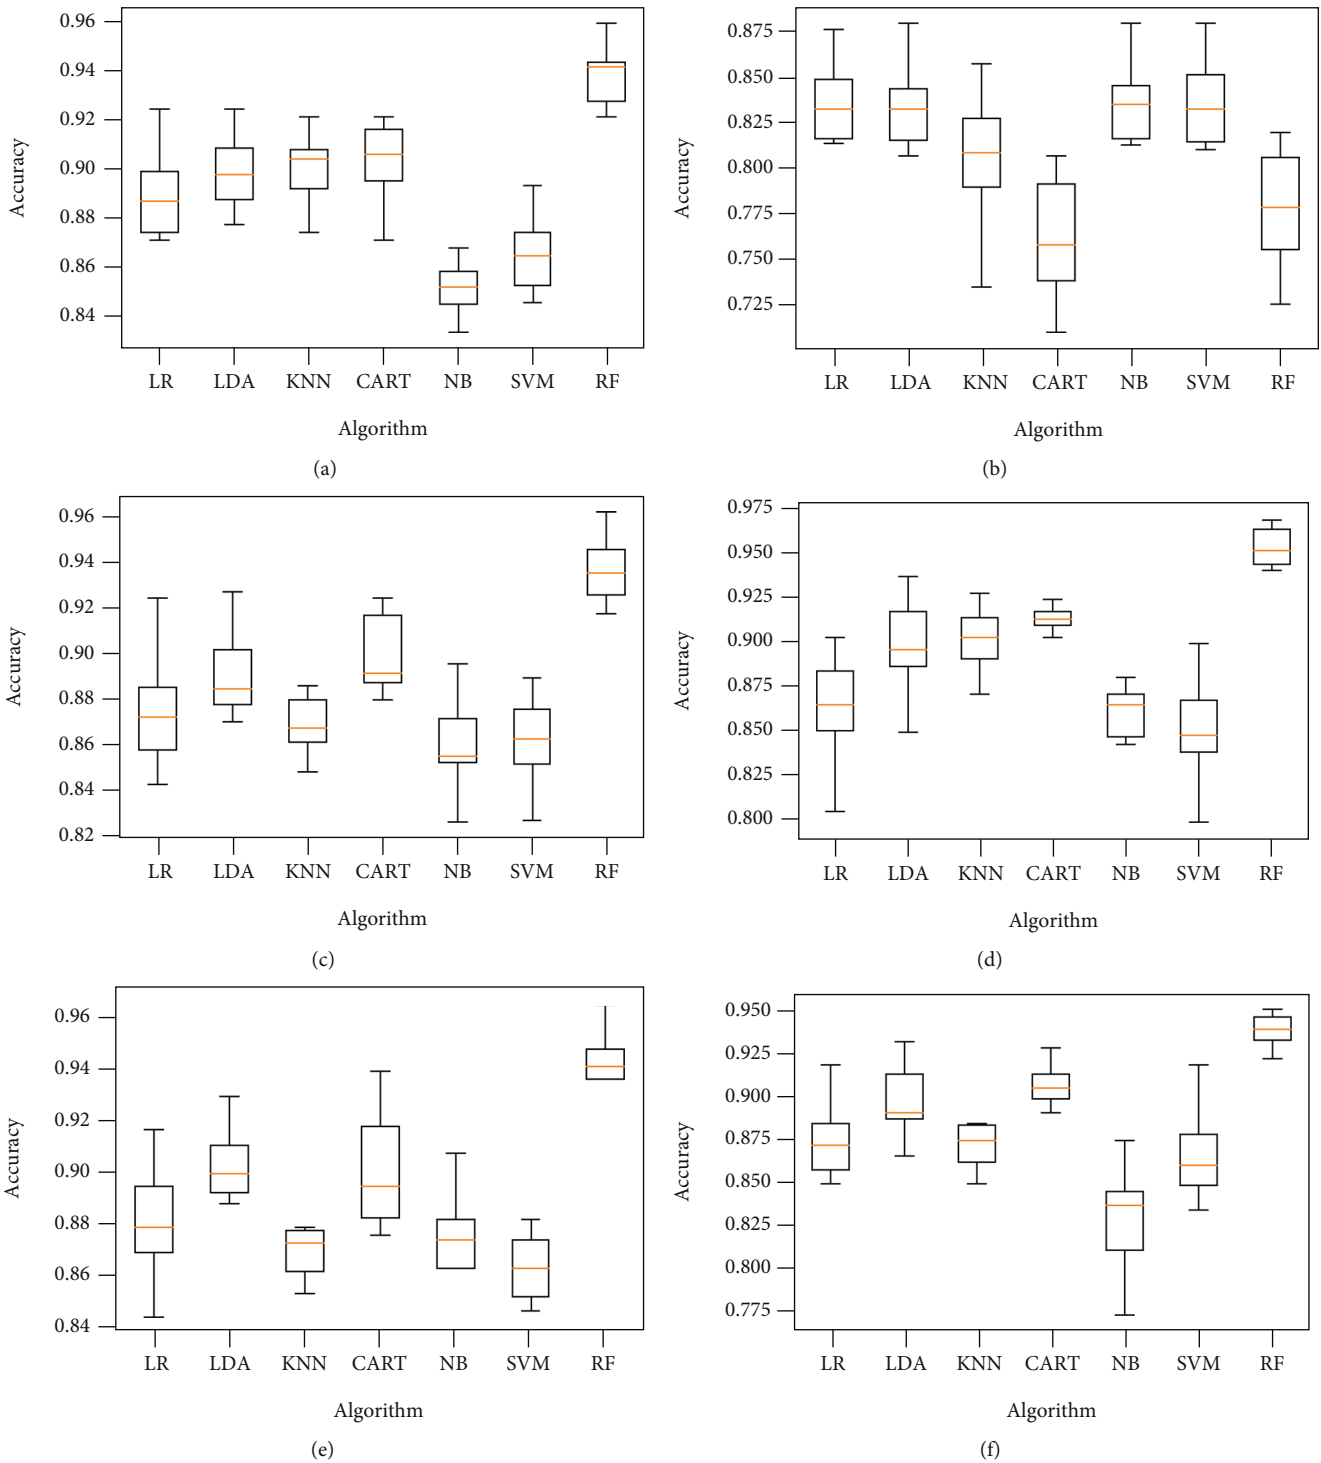 0.96
0.94
0.92
0.90
0.88
0.86
0.84
Accuracy
LR LDA KNN CART NB SVM RF
Algorithm
(a)
0.875
0.850
0.825
0.800
0.775
0.750
0.725
Accuracy
LR LDA KNN CART NB SVM RF
Algorithm
(b)
0.96
0.94
0.92
0.90
0.88
0.86
0.84
0.82
Accuracy
LR LDA KNN CART NB SVM RF
Algorithm
(c)
0.975
0.950
0.925
0.900
0.875
0.850
0.825
0.800
Accuracy
LR LDA KNN CART NB SVM RF
Algorithm
(d)
0.96
0.94
0.92
0.90
0.88
0.86
0.84
Accuracy
LR LDA KNN CART NB SVM RF
Algorithm
(e)
0.950
0.925
0.900
0.875
0.850
0.825
0.800
0.775
Accuracy
LR LDA KNN CART NB SVM RF
Algorithm
(f)